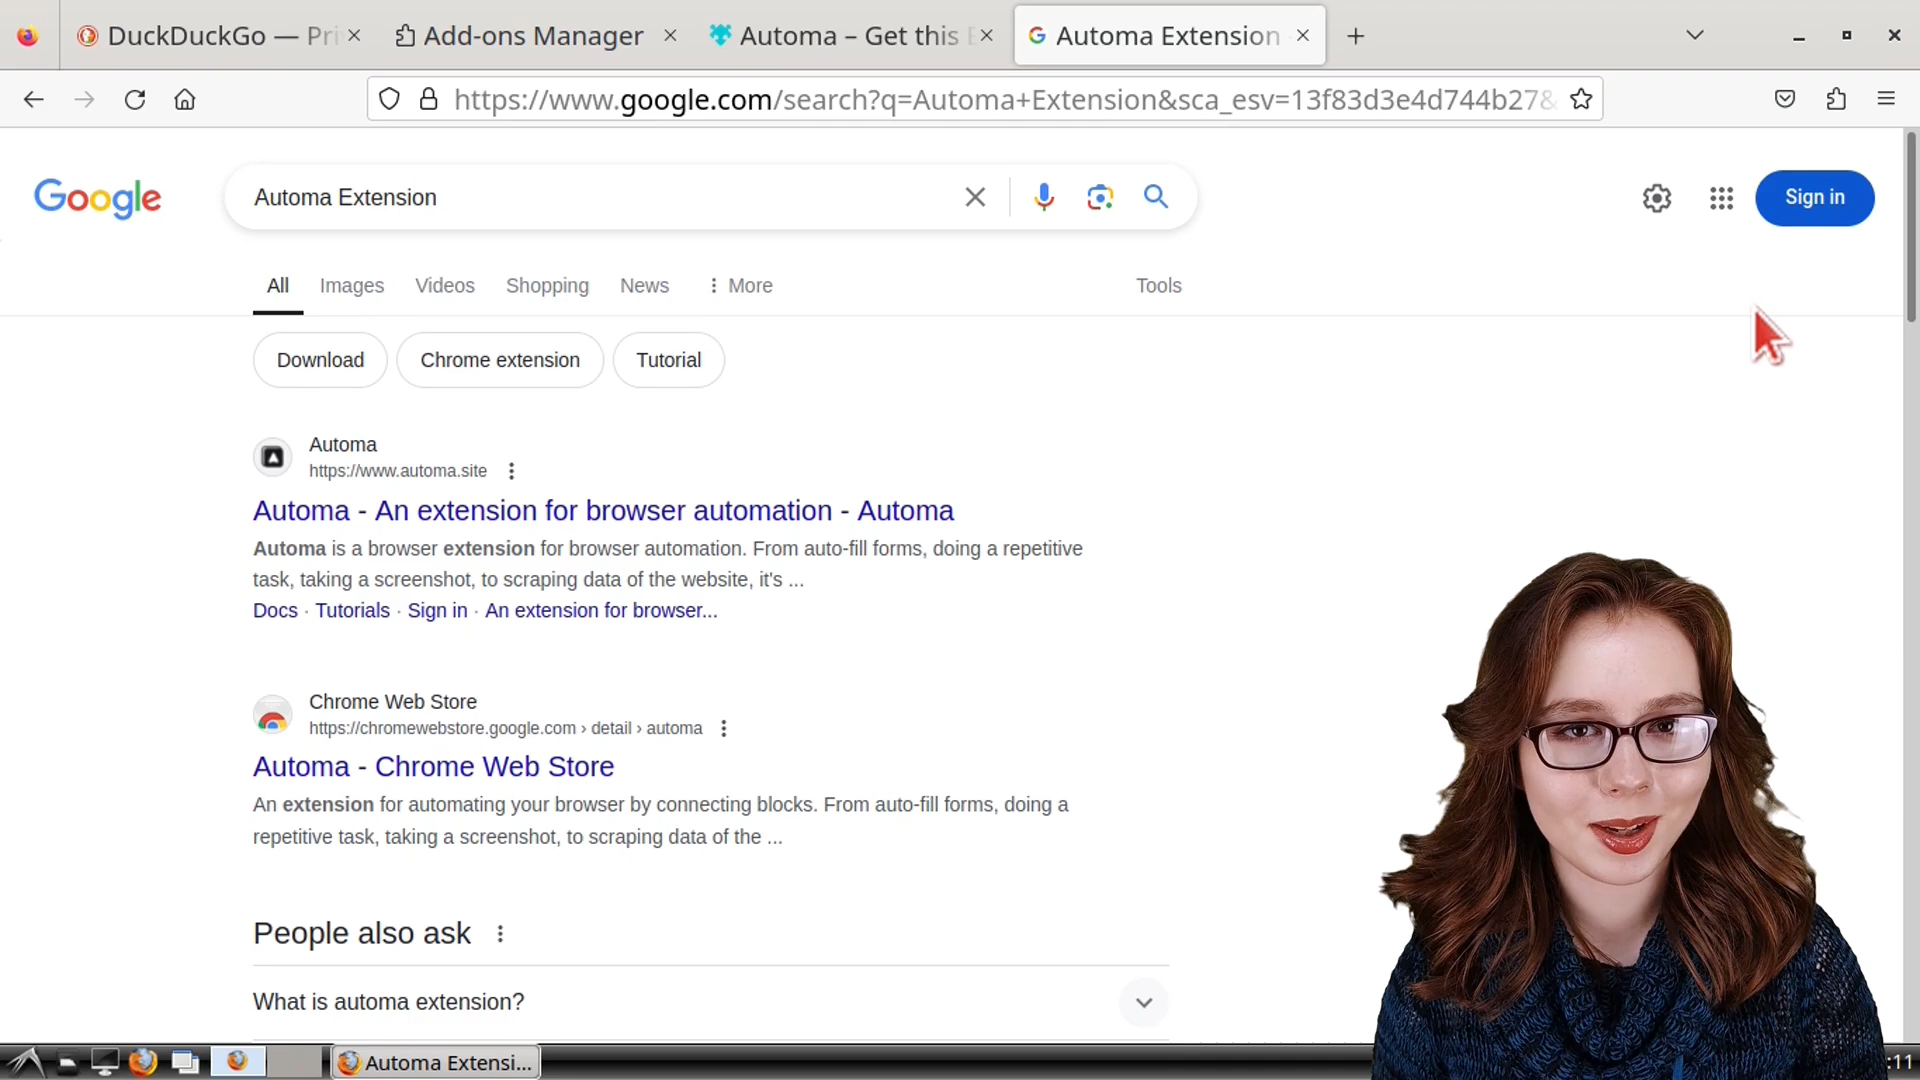 DuckDuckGo — Pri
Add-ons Manager
Automa – Get this E
Automa Extension
https://www.google.com/search?q=Automa+Extension&sca_esv=13f83d3e4d744b27&
Google
Automa Extension
Sign in
All
Images
Videos
Shopping
News
More
Tools
Download
Chrome extension
Tutorial
Automa
https://www.automa.site
Automa - An extension for browser automation - Automa
Automa is a browser extension for browser automation. From auto-fill forms, doing a repetitive
task, taking a screenshot, to scraping data of the website, it's ...
Docs · Tutorials · Sign in · An extension for browser...
Chrome Web Store
https://chromewebstore.google.com › detail › automa
Automa - Chrome Web Store
An extension for automating your browser by connecting blocks. From auto-fill forms, doing a
repetitive task, taking a screenshot, to scraping data of the ...
People also ask
What is automa extension?
Automa Extensi...
:11